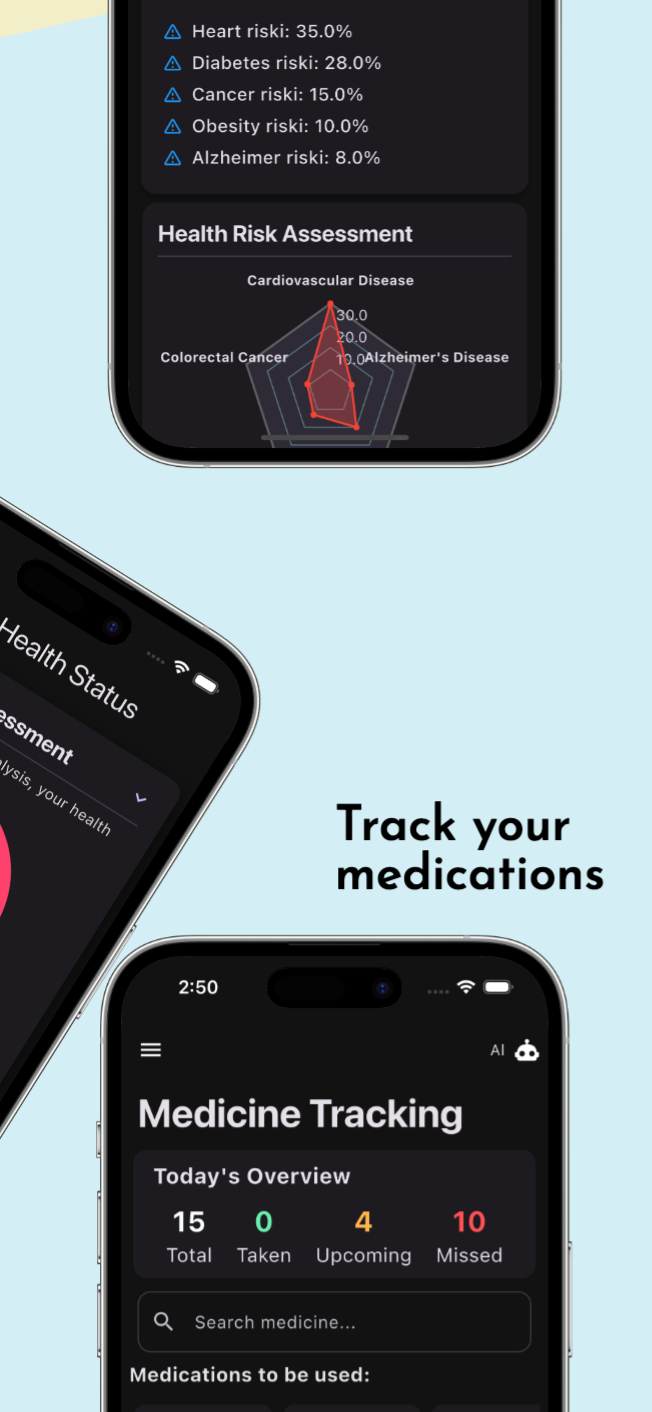 Heart riski: 35.0%
Diabetes riski: 28.0%
Cancer riski: 15.0%
Obesity riski: 10.0%
Alzheimer riski: 8.0%
Health Risk Assessment
Cardiovascular Disease
30.0
20.0
Colorectal Cancer 10.0 Alzheimer's Disease
Health Status
essment
alysis, your health
Track your
medications
2:50
AI
Medicine Tracking
Today's Overview
15 0 4 10
Total Taken Upcoming Missed
Search medicine...
Medications to be used: